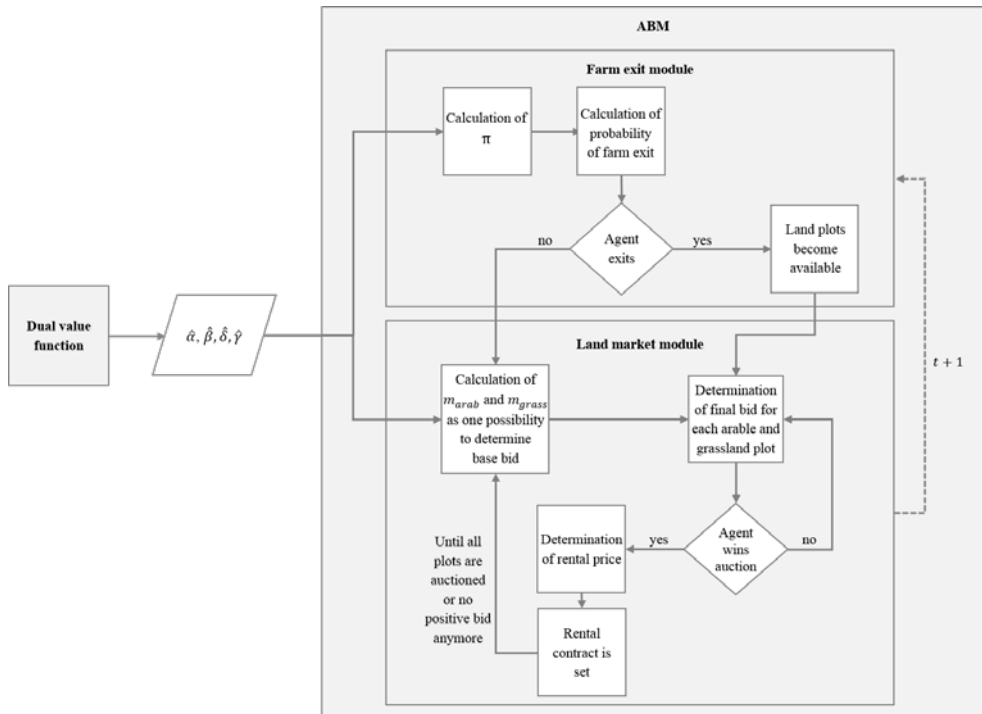 ABM
Farm exit module
Calculation of
π
Calculation of
probability
of farm exit
no
Agent
exits
yes
Land plots
become
available
Dual value
function
α̂, β̂, δ̂, γ̂
Land market module
t + 1
Calculation of
m_arab and m_grass
as one possibility
to determine
base bid
Determination
of final bid for
each arable and
grassland plot
Until all
plots are
auctioned
or no
positive bid
anymore
Determination
of rental price
yes
Agent
wins
auction
no
Rental
contract is
set